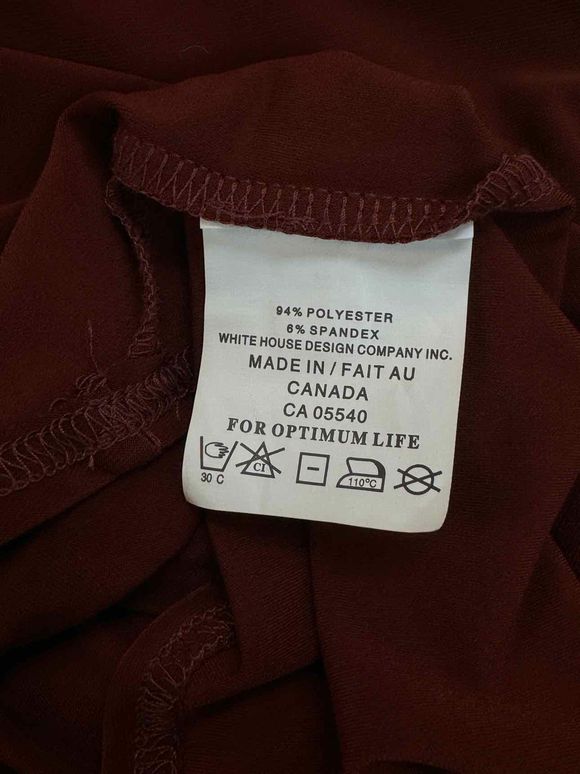 94% POLYESTER
6% SPANDEX
WHITE HOUSE DESIGN COMPANY INC.
MADE IN / FAIT AU
CANADA
CA 05540
FOR OPTIMUM LIFE
30 C
CI
110°C